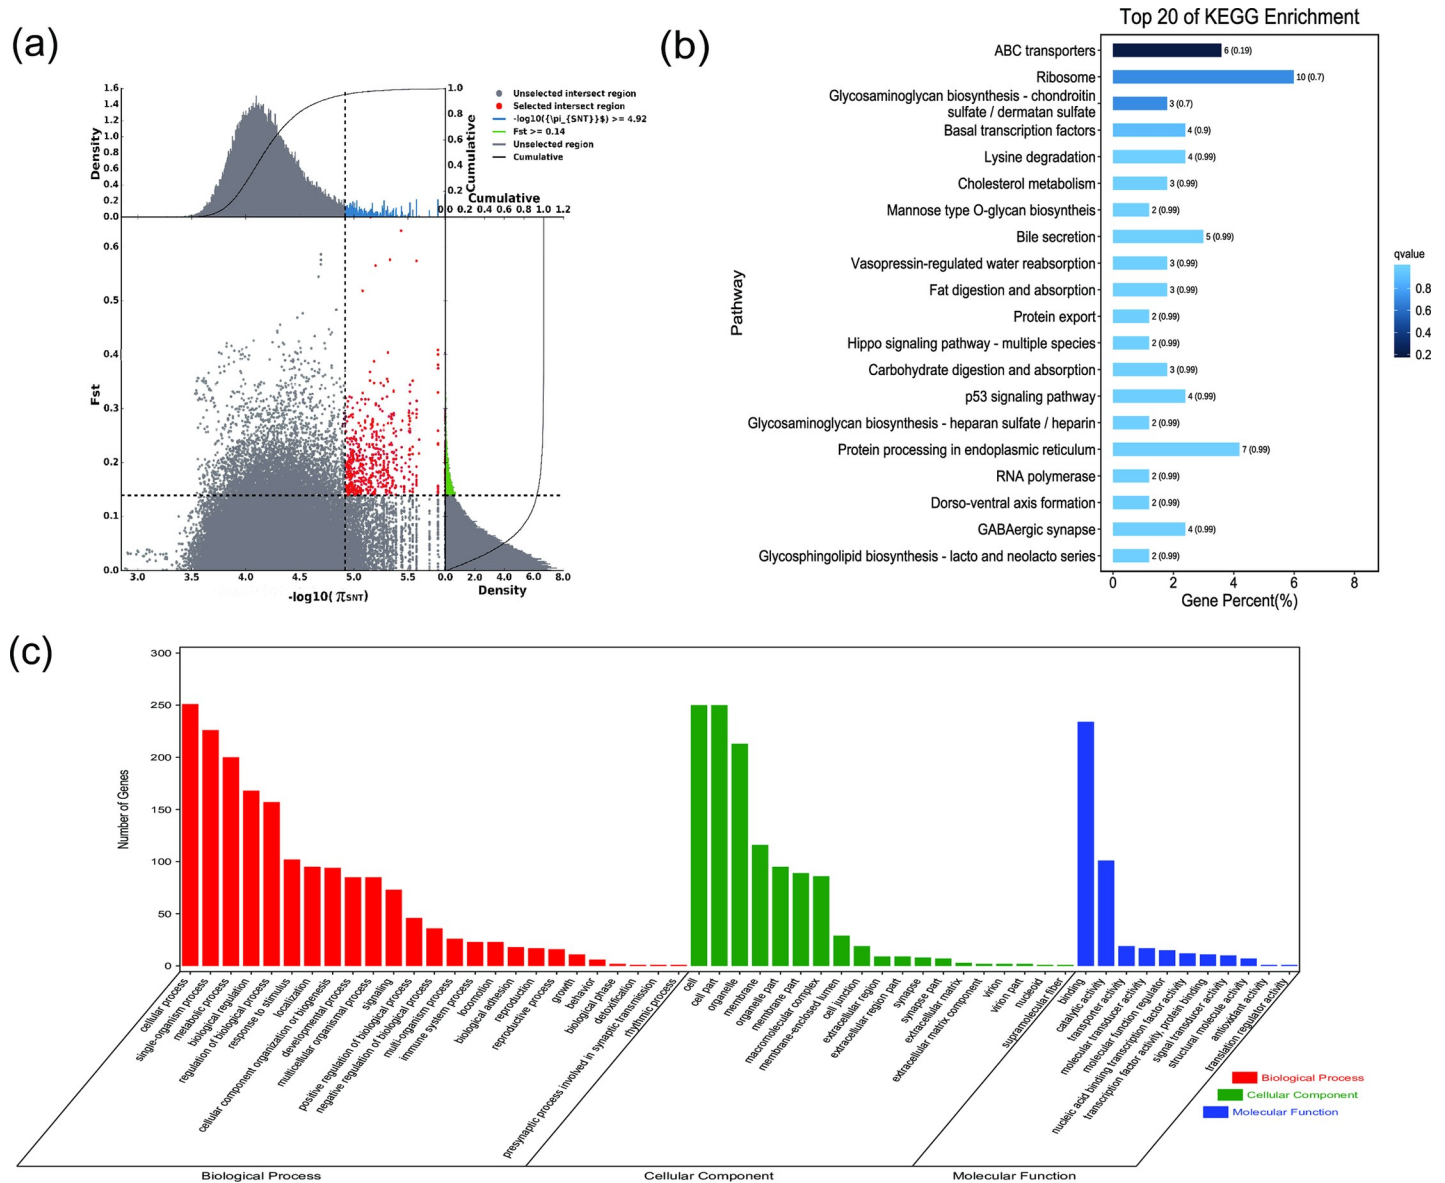 (a)
1.6
1.4
1.2
1.0
0.8
0.6
0.4
0.2
0.0
Density
1.0
0.8
0.6
0.4
0.2
0.0
Cumulative
Cumulative
0.2 0.4 0.6 0.8 1.0 1.2
Unselected intersect region
Selected intersect region
-log10({\pi_{SNT}}$) >= 4.92
Fst >= 0.14
Unselected region
Cumulative
0.6
0.5
0.4
0.3
0.2
0.1
0.0
Fst
3.0 3.5 4.0 4.5 5.0 5.5
-log10( πSNT)
0.0 2.0 4.0 6.0 8.0
Density
(b)
Top 20 of KEGG Enrichment
Pathway
ABC transporters 6 (0.19)
Ribosome 10 (0.7)
Glycosaminoglycan biosynthesis - chondroitin
sulfate / dermatan sulfate 3 (0.7)
Basal transcription factors 4 (0.9)
Lysine degradation 4 (0.99)
Cholesterol metabolism 3 (0.99)
Mannose type O-glycan biosyntheis 2 (0.99)
Bile secretion 5 (0.99)
Vasopressin-regulated water reabsorption 3 (0.99)
Fat digestion and absorption 3 (0.99)
Protein export 2 (0.99)
Hippo signaling pathway - multiple species 2 (0.99)
Carbohydrate digestion and absorption 3 (0.99)
p53 signaling pathway 4 (0.99)
Glycosaminoglycan biosynthesis - heparan sulfate / heparin 2 (0.99)
Protein processing in endoplasmic reticulum 7 (0.99)
RNA polymerase 2 (0.99)
Dorso-ventral axis formation 2 (0.99)
GABAergic synapse 4 (0.99)
Glycosphingolipid biosynthesis - lacto and neolacto series 2 (0.99)
0 2 4 6 8
Gene Percent(%)
qvalue
0.8
0.6
0.4
0.2
(c)
300
250
200
150
100
50
0
Number of Genes
cellular process
single-organism process
metabolic process
biological regulation
regulation of biological process
response to stimulus
localization
cellular component organization or biogenesis
developmental process
multicellular organismal process
signaling
positive regulation of biological process
negative regulation of biological process
multi-organism process
immune system process
locomotion
biological adhesion
reproduction
reproductive process
growth
behavior
biological phase
detoxification
presynaptic process involved in synaptic transmission
rhythmic process
cell
cell part
organelle
membrane
organelle part
membrane part
macromolecular complex
membrane-enclosed lumen
cell junction
extracellular region
extracellular region part
synapse
synapse part
extracellular matrix
extracellular matrix component
virion
virion part
nucleoid
supramolecular fiber
binding
catalytic activity
transporter activity
molecular transducer activity
molecular function regulator
nucleic acid binding transcription factor activity
transcription factor activity, protein binding
signal transducer activity
structural molecule activity
antioxidant activity
translation regulator activity
Biological Process
Cellular Component
Molecular Function
Biological Process
Cellular Component
Molecular Function